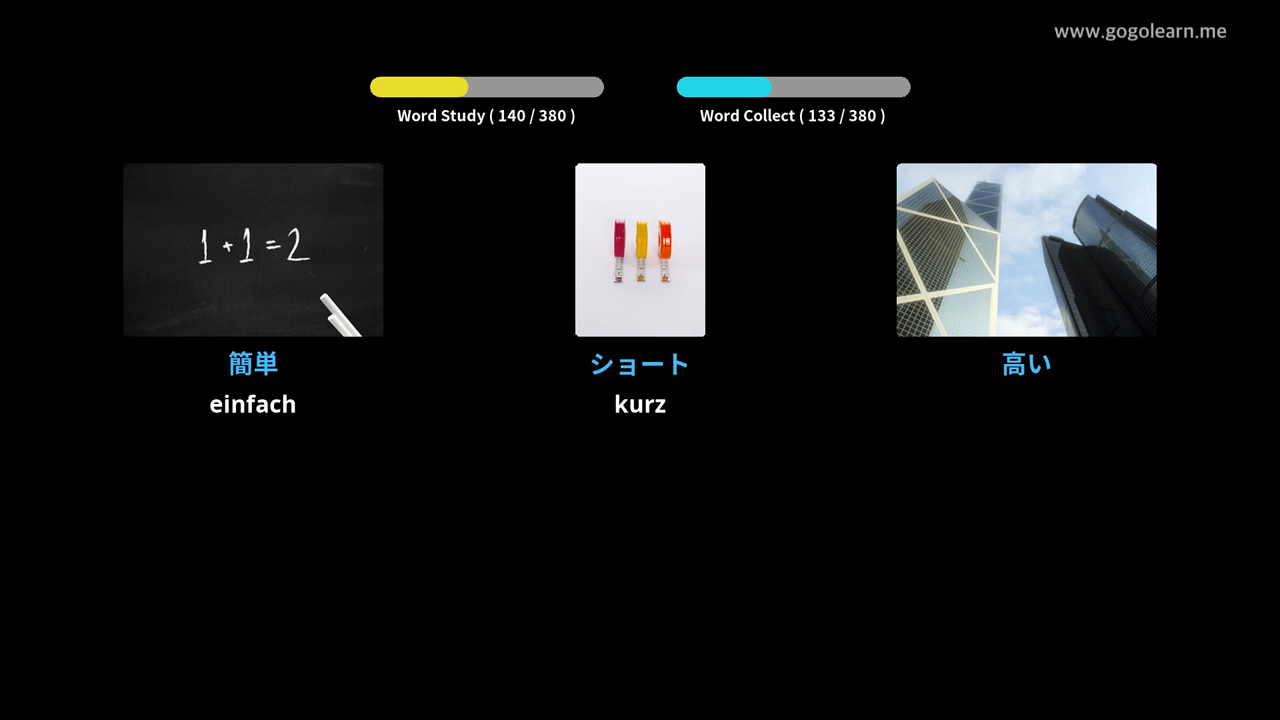 www.gogolearn.me
Word Study ( 140 / 380 )
Word Collect ( 133 / 380 )
1 + 1 = 2
簡単
ショート
高い
einfach
kurz